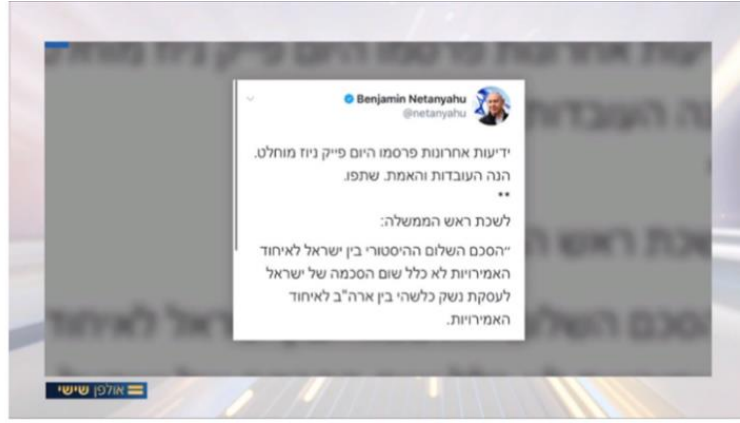 Benjamin Netanyahu
@netanyahu
ידיעות אחרונות פרסמו היום פייק ניוז מוחלט.
הנה העובדות והאמת. שתפו.
**
לשכת ראש הממשלה:
"הסכם השלום ההיסטורי בין ישראל לאיחוד
האמירויות לא כלל שום הסכמה של ישראל
לעסקת נשק כלשהי בין ארה"ב לאיחוד
האמירויות.
אולפן שישי